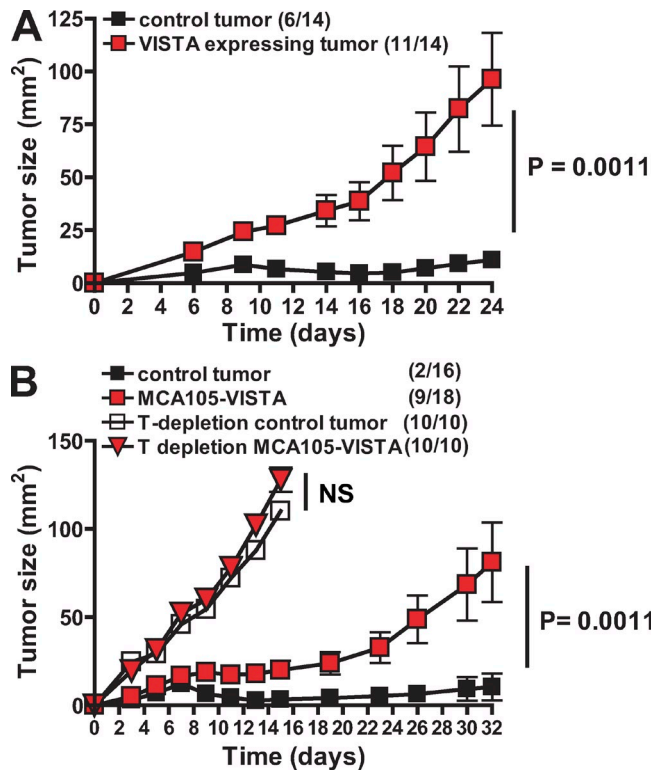 A
control tumor (6/14)
VISTA expressing tumor (11/14)
Tumor size (mm²)
125
100
75
50
25
0
P = 0.0011
0 2 4 6 8 10 12 14 16 18 20 22 24
Time (days)
B
control tumor (2/16)
MCA105-VISTA (9/18)
T-depletion control tumor (10/10)
T depletion MCA105-VISTA (10/10)
Tumor size (mm²)
150
100
50
0
NS
P= 0.0011
0 2 4 6 8 10 12 14 16 18 20 22 24 26 28 30 32
Time (days)